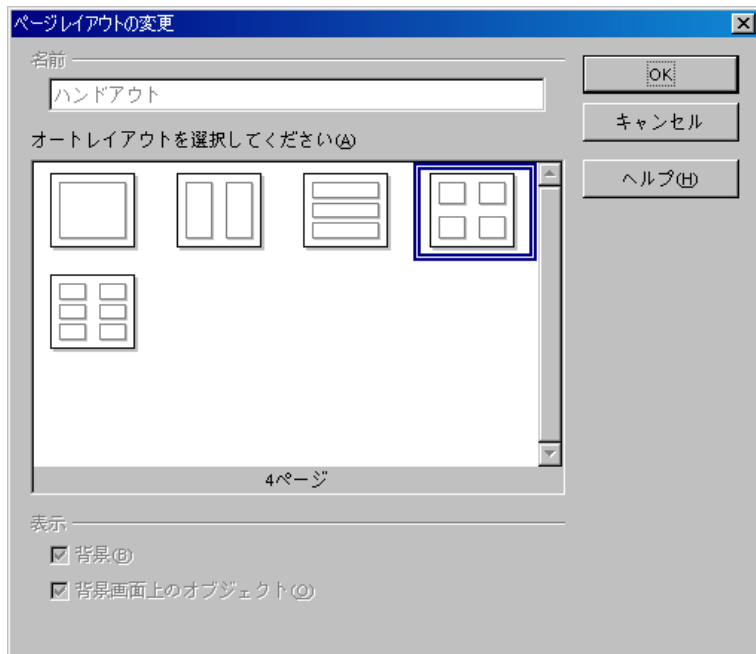 ページレイアウトの変更
名前
ハンドアウト
オートレイアウトを選択してください(A)
4ページ
表示
背景(B)
背景画面上のオブジェクト(O)
OK
キャンセル
ヘルプ(H)